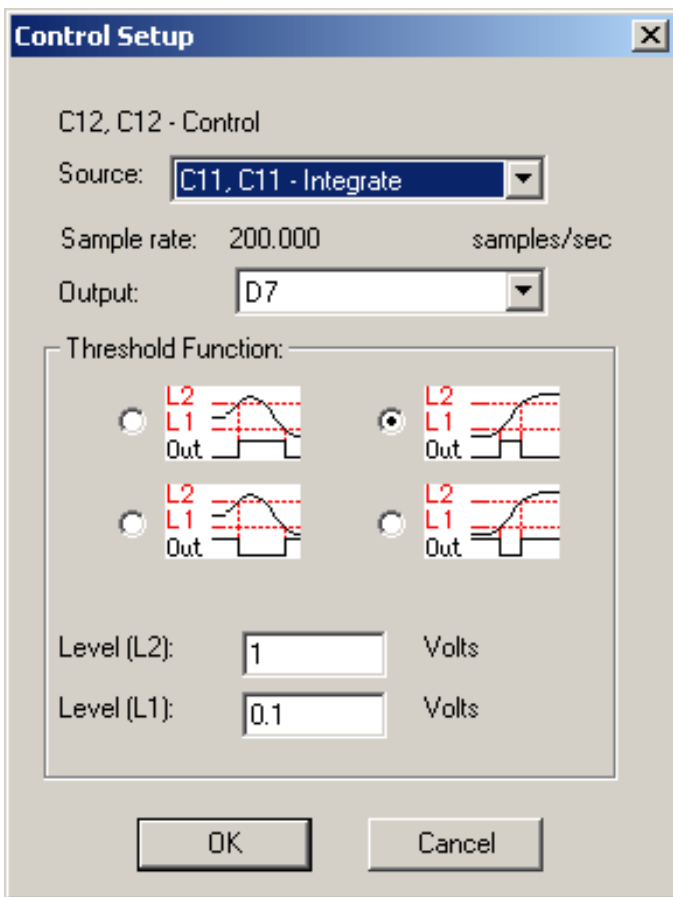 Control Setup
C12, C12 - Control
Source: C11, C11 - Integrate
Sample rate: 200.000 samples/sec
Output: D7
Threshold Function:
L2 L2
L1 L1
Out Out
L2 L2
L1 L1
Out Out
Level (L2): 1 Volts
Level (L1): 0.1 Volts
OK Cancel